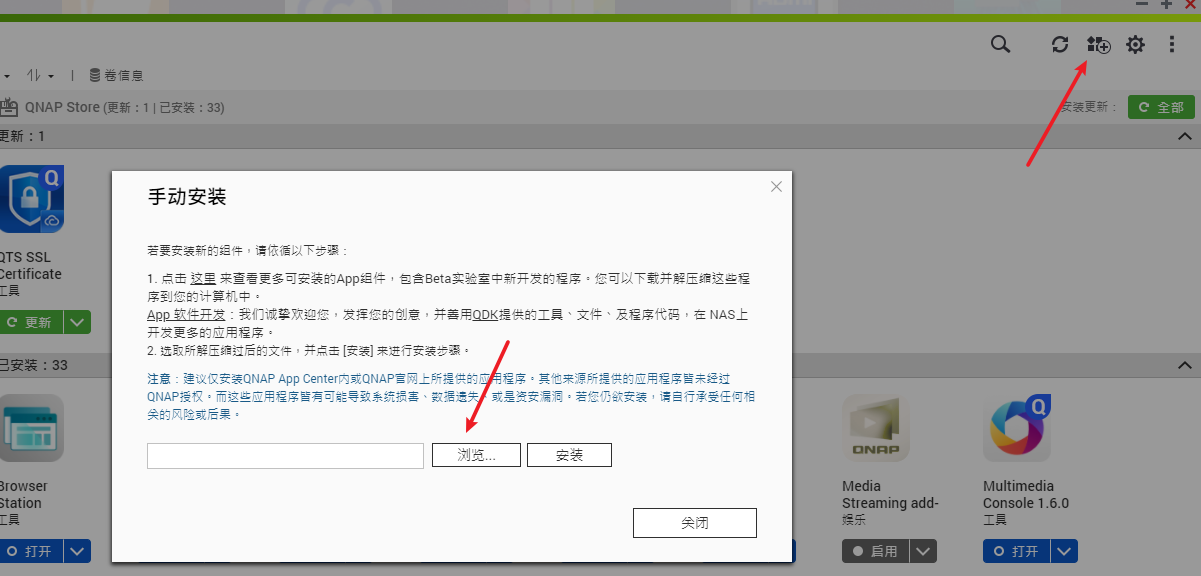 卷信息
QNAP Store (更新：1 | 已安装：33)
安装更新：
全部
更新：1
手动安装
若要安装新的组件，请依循以下步骤：
1. 点击 这里 来查看更多可安装的App组件，包含Beta实验室中新开发的程序。您可以下载并解压缩这些程
序到您的计算机中。
App 软件开发：我们诚挚欢迎您，发挥您的创意，并善用QDK提供的工具、文件、及程序代码，在 NAS上
开发更多的应用程序。
2. 选取所解压缩过后的文件，并点击 [安装] 来进行安装步骤。
注意：建议仅安装QNAP App Center内或QNAP官网上所提供的应用程序。其他来源所提供的应用程序皆未经过
QNAP授权。而这些应用程序皆有可能导致系统损害、数据遗失、或是资安漏洞。若您仍欲安装，请自行承受任何相
关的风险或后果。
浏览...
安装
关闭
QTS SSL
Certificate
工具
更新
已安装：33
Browser
Station
工具
打开
QNAP
Media
Streaming add-
娱乐
启用
Multimedia
Console 1.6.0
工具
打开